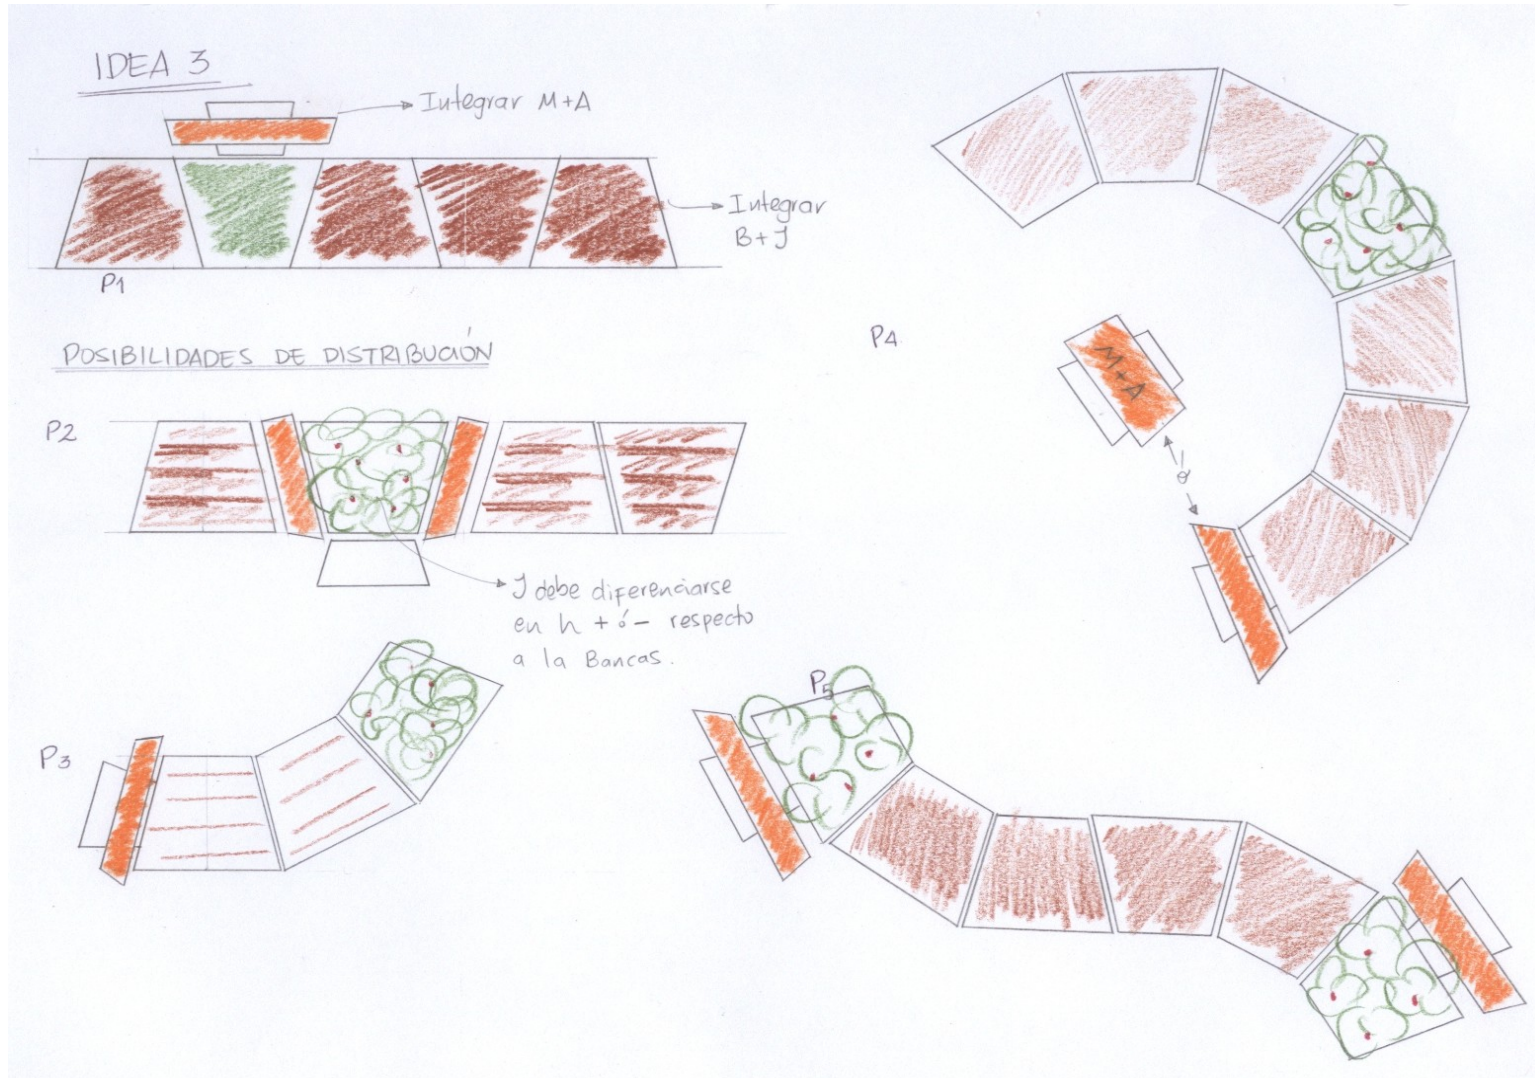 IDEA 3
Integrar M+A
Integrar
B+J
P1
POSIBILIDADES DE DISTRIBUCIÓN
P2
J debe diferenciarse
en h + ó - respecto
a la Bancas.
P3
P4
M+A
ó
P5